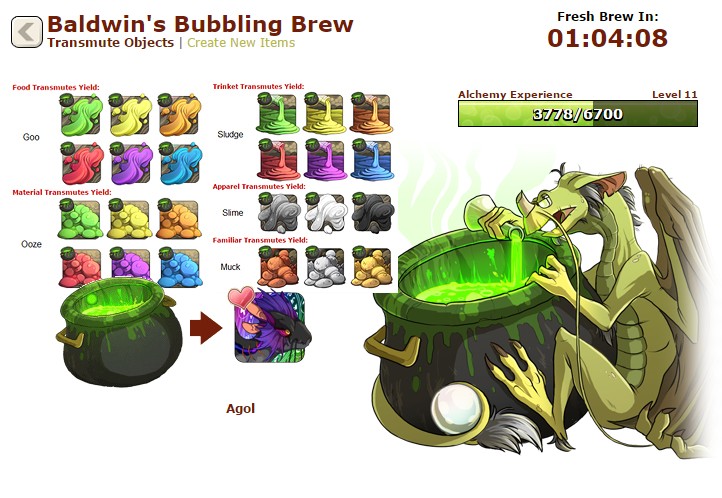 Baldwin's Bubbling Brew
Transmute Objects | Create New Items
Fresh Brew In:
01:04:08
Food Transmutes Yield:
Goo
Material Transmutes Yield:
Ooze
Trinket Transmutes Yield:
Sludge
Apparel Transmutes Yield:
Slime
Familiar Transmutes Yield:
Muck
Alchemy Experience
Level 11
3778/6700
Agol